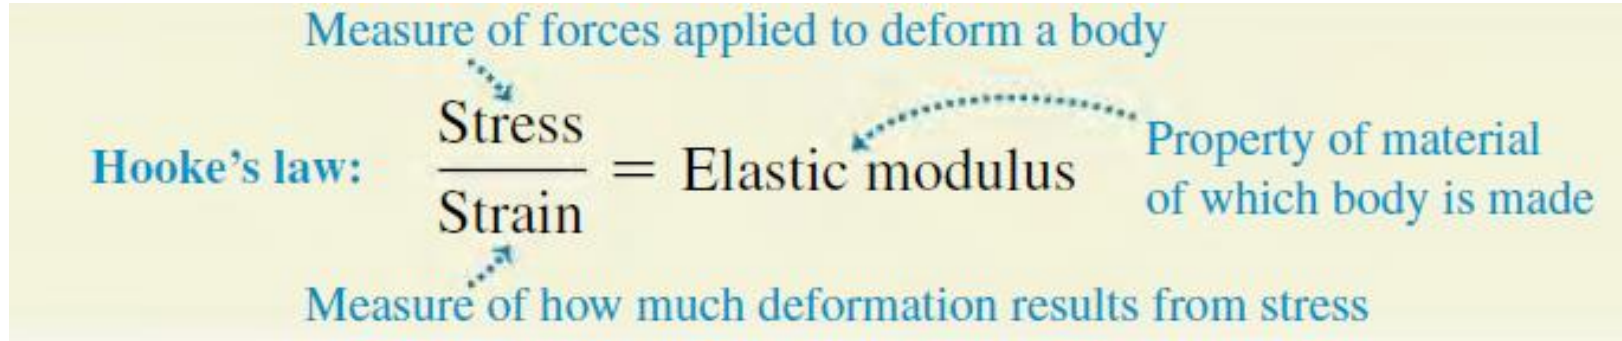 Measure of forces applied to deform a body
Hooke’s law:
Stress
Strain
= Elastic modulus
Property of material
of which body is made
Measure of how much deformation results from stress